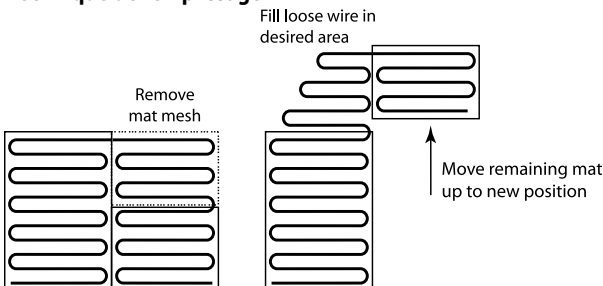 Fill loose wire in
desired area
Remove
mat mesh
Move remaining mat
up to new position